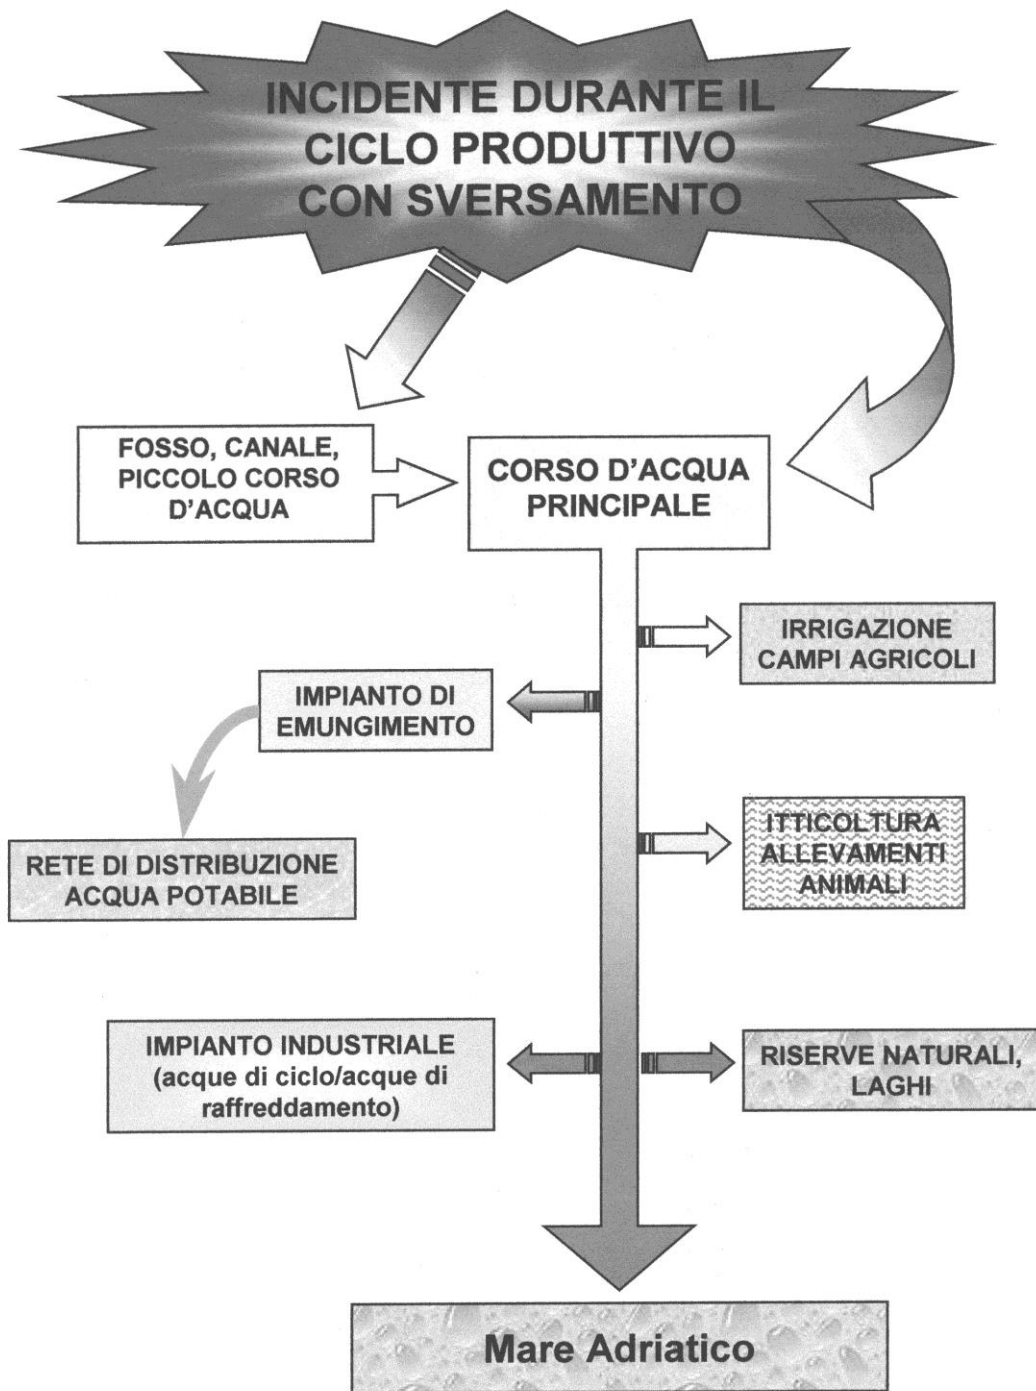 INCIDENTE DURANTE IL
CICLO PRODUTTIVO
CON SVERSAMENTO
FOSSO, CANALE,
PICCOLO CORSO
D'ACQUA
CORSO D'ACQUA
PRINCIPALE
IRRIGAZIONE
CAMPI AGRICOLI
IMPIANTO DI
EMUNGIMENTO
ITTICOLTURA
ALLEVAMENTI
ANIMALI
RETE DI DISTRIBUZIONE
ACQUA POTABILE
IMPIANTO INDUSTRIALE
(acque di ciclo/acque di
raffreddamento)
RISERVE NATURALI,
LAGHI
Mare Adriatico